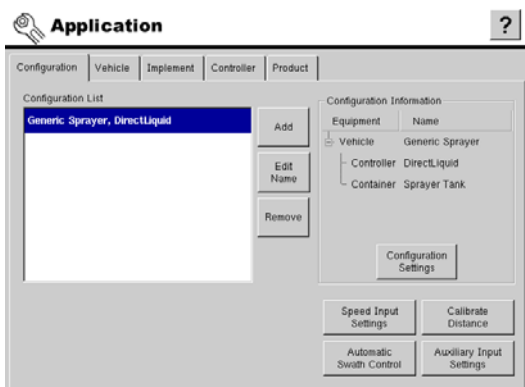 Application
?
Configuration Vehicle Implement Controller Product
Configuration List
Generic Sprayer, DirectLiquid
Add
Edit
Name
Remove
Configuration Information
Equipment Name
Vehicle Generic Sprayer
Controller DirectLiquid
Container Sprayer Tank
Configuration
Settings
Speed Input
Settings
Calibrate
Distance
Automatic
Swath Control
Auxiliary Input
Settings